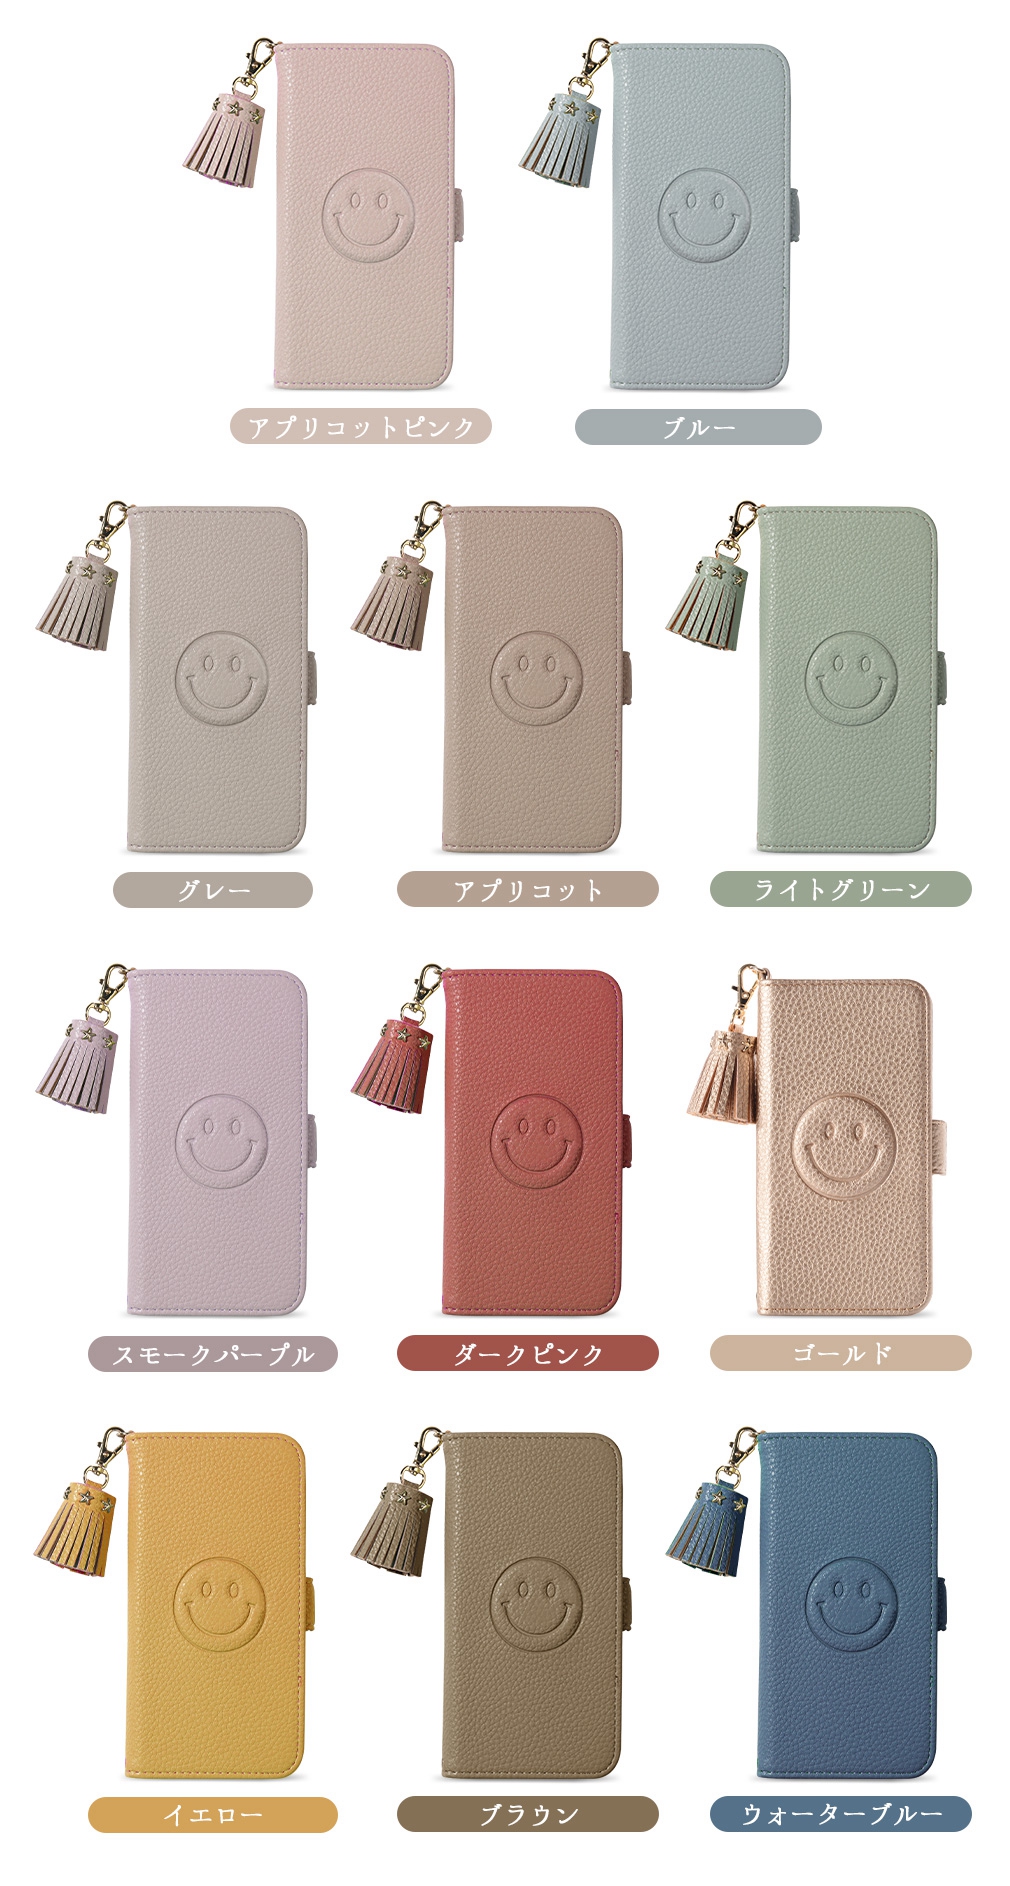 アプリコットピンク
ブルー
グレー
アプリコット
ライトグリーン
スモークパープル
ダークピンク
ゴールド
イエロー
ブラウン
ウォーターブルー